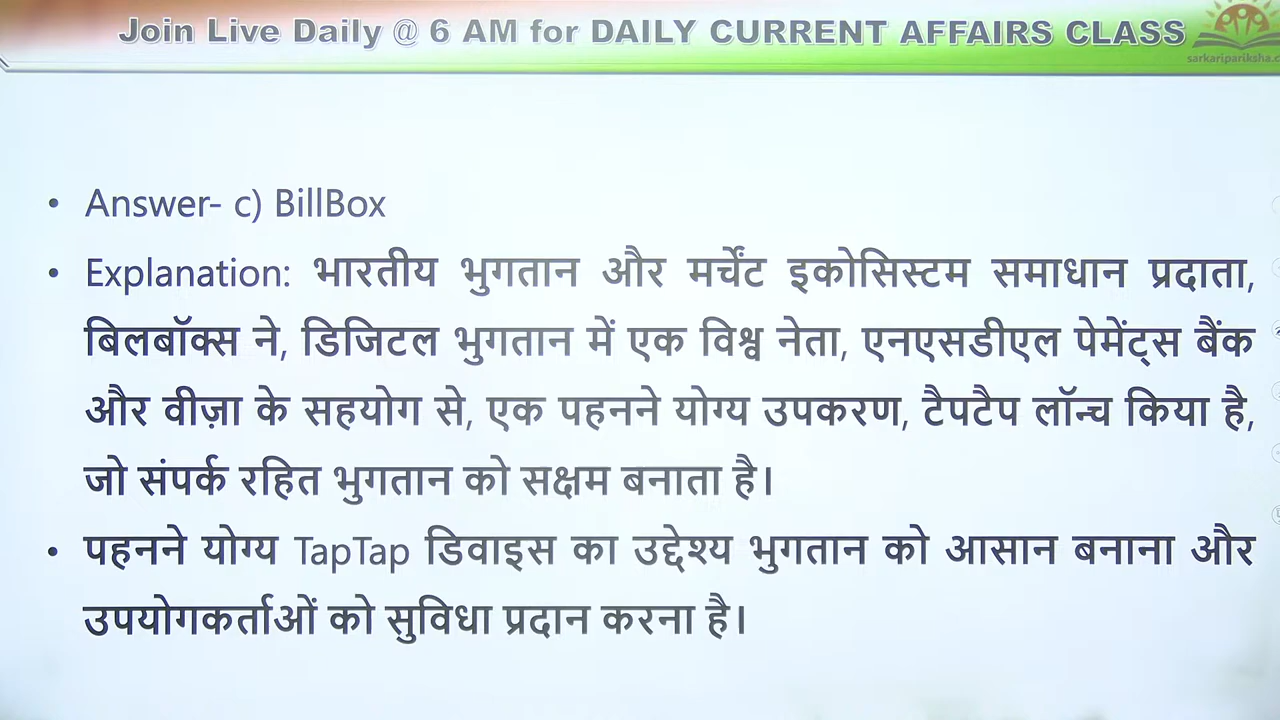 Join Live Daily @ 6 AM for DAILY CURRENT AFFAIRS CLASS
• Answer- c) BillBox
• Explanation: भारतीय भुगतान और मर्चेंट इकोसिस्टम समाधान प्रदाता,
बिलबॉक्स ने, डिजिटल भुगतान में एक विश्व नेता, एनएसडीएल पेमेंट्स बैंक
और वीज़ा के सहयोग से, एक पहनने योग्य उपकरण, टैपटैप लॉन्च किया है,
जो संपर्क रहित भुगतान को सक्षम बनाता है।
• पहनने योग्य TapTap डिवाइस का उद्देश्य भुगतान को आसान बनाना और
उपयोगकर्ताओं को सुविधा प्रदान करना है।